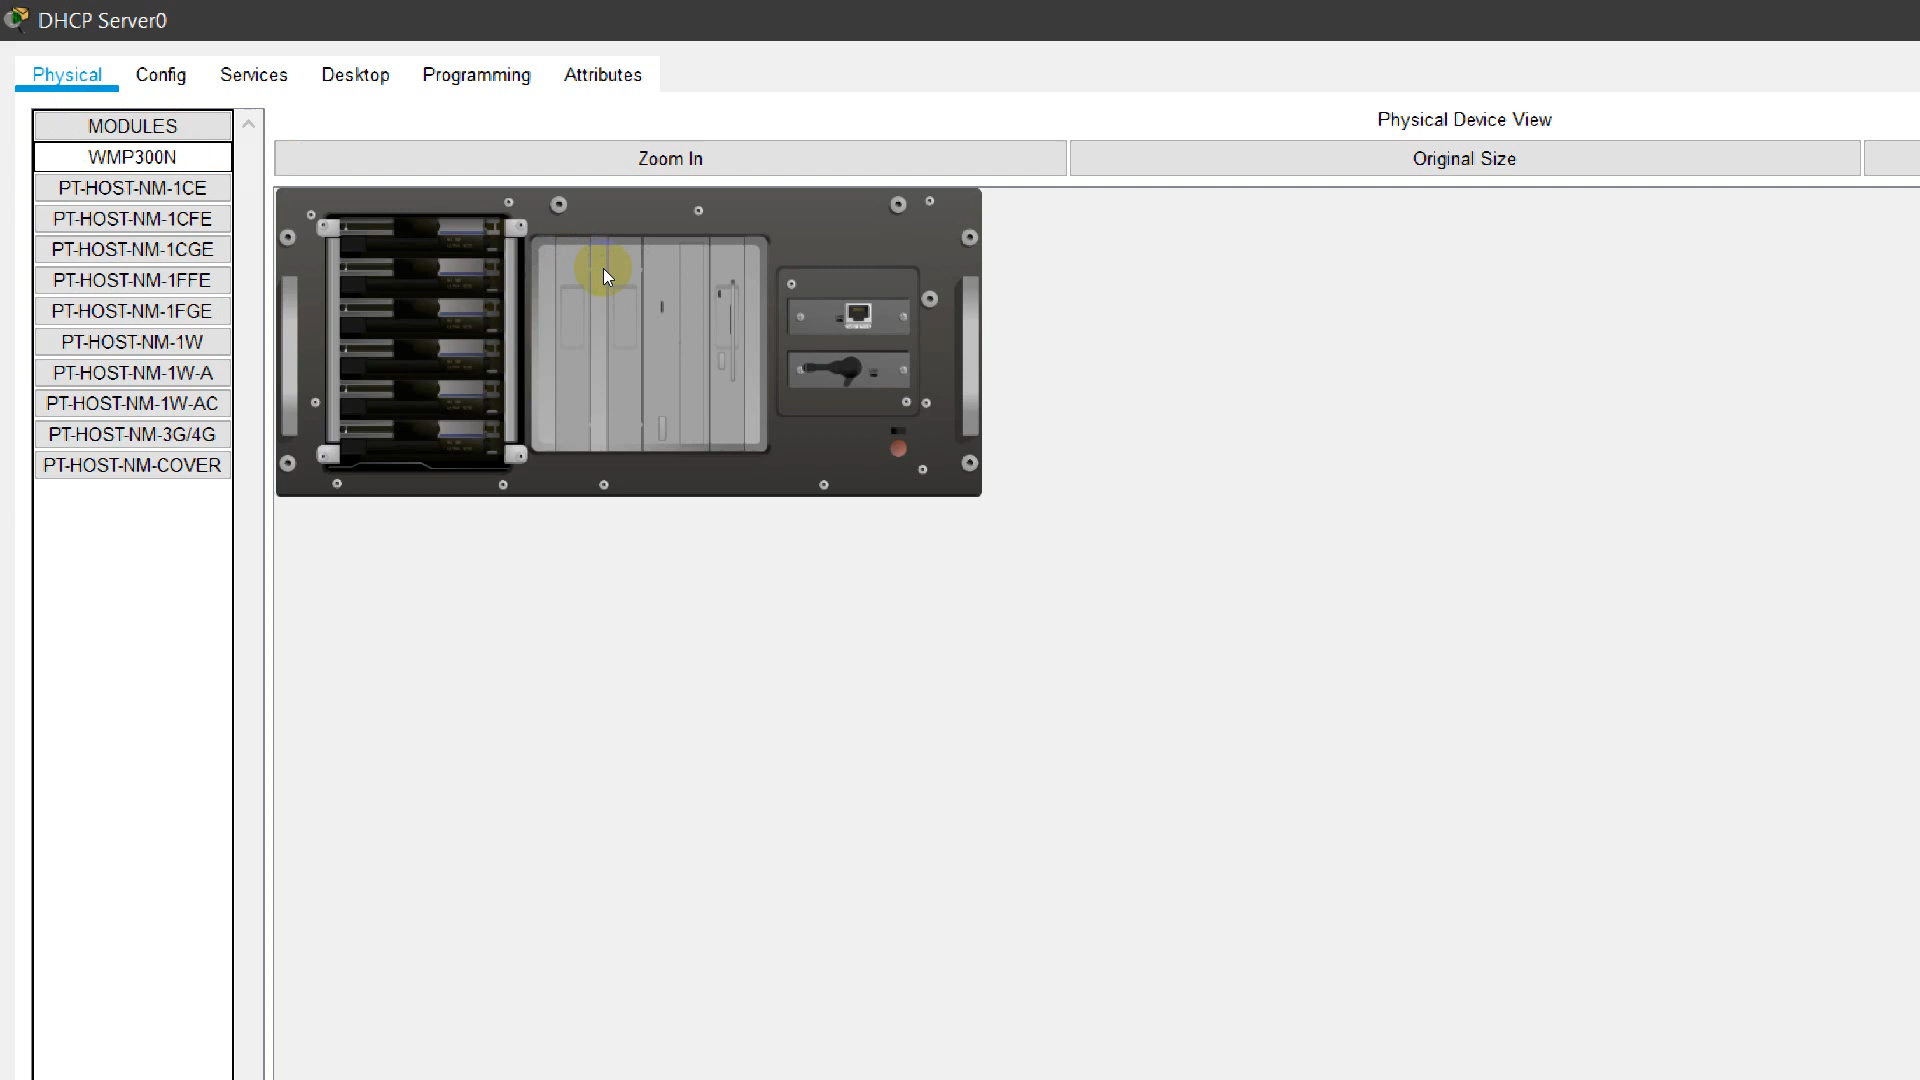 DHCP Server0
Physical Config Services Desktop Programming Attributes
MODULES
WMP300N
PT-HOST-NM-1CE
PT-HOST-NM-1CFE
PT-HOST-NM-1CGE
PT-HOST-NM-1FFE
PT-HOST-NM-1FGE
PT-HOST-NM-1W
PT-HOST-NM-1W-A
PT-HOST-NM-1W-AC
PT-HOST-NM-3G/4G
PT-HOST-NM-COVER
Physical Device View
Zoom In Original Size